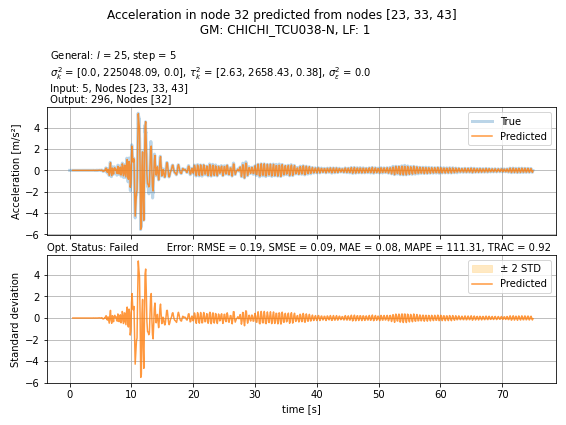 Acceleration in node 32 predicted from nodes [23, 33, 43]
GM: CHICHI_TCU038-N, LF: 1
General: l = 25, step = 5
σ²ₖ = [0.0, 225048.09, 0.0], τ²ₖ = [2.63, 2658.43, 0.38], σ²ε = 0.0
Input: 5, Nodes [23, 33, 43]
Output: 296, Nodes [32]
Acceleration [m/s²]
4
2
0
−2
−4
−6
True
Predicted
Opt. Status: Failed Error: RMSE = 0.19, SMSE = 0.09, MAE = 0.08, MAPE = 111.31, TRAC = 0.92
Standard deviation
4
2
0
−2
−4
−6
± 2 STD
Predicted
0 10 20 30 40 50 60 70
time [s]